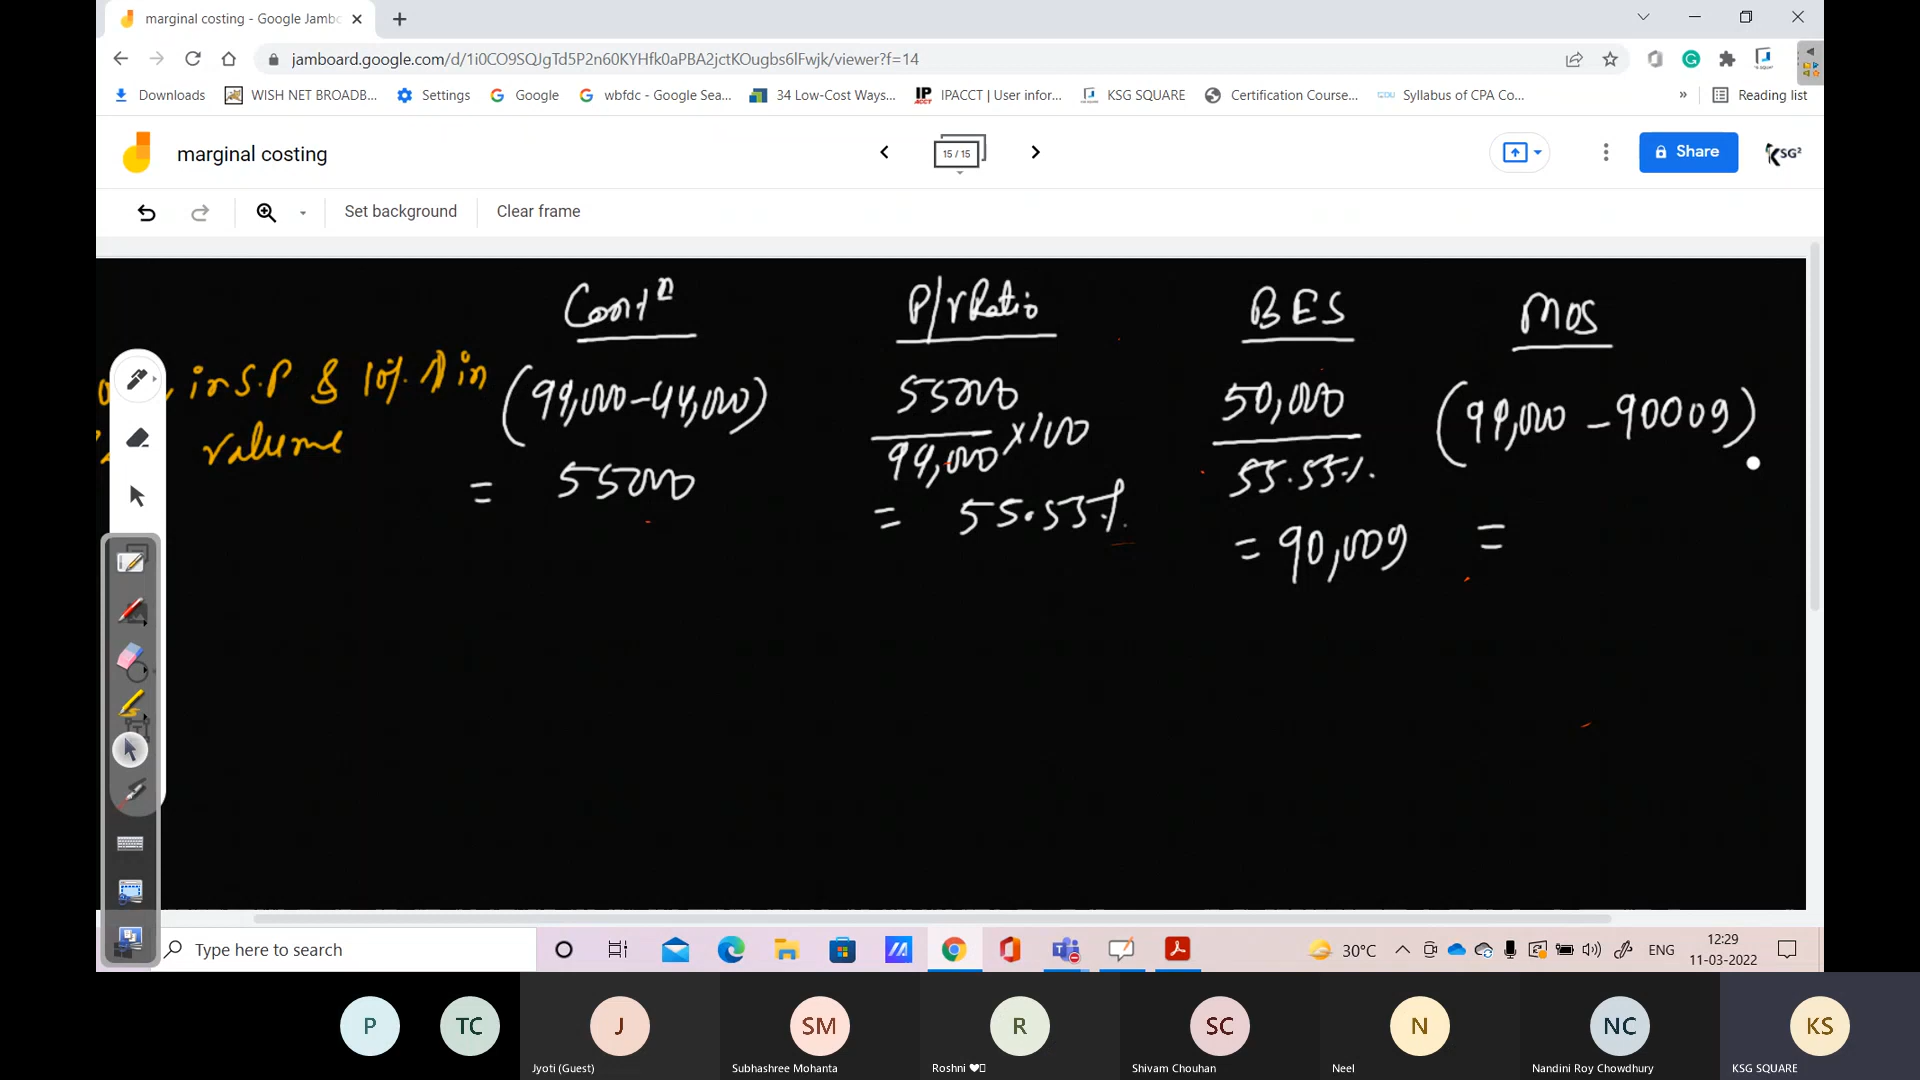 marginal costing - Google Jambo
jamboard.google.com/d/1i0CO9SQJgTd5P2n60KYHfk0aPBA2jctKOugbs6lFwjk/viewer?f=14
Downloads WISH NET BROADB... Settings Google wbfdc - Google Sea... 34 Low-Cost Ways... IP ACCT IPACCT | User infor... KSG SQUARE Certification Course... Syllabus of CPA Co... » Reading list
marginal costing 15 / 15 Share KSG²
Set background Clear frame
Contⁿ P/V Ratio BES MOS
in S.P & 10% ↑ in
volume
(99,000-44,000)
= 55000
55000
99,000 ×100
= 55.55%
50,000
55.55%
= 90,009
(99,000 - 90009)
=
Type here to search 30°C ENG 12:29
11-03-2022
P TC J SM R SC N NC KS
Jyoti (Guest) Subhashree Mohanta Roshni ❤ Shivam Chouhan Neel Nandini Roy Chowdhury KSG SQUARE